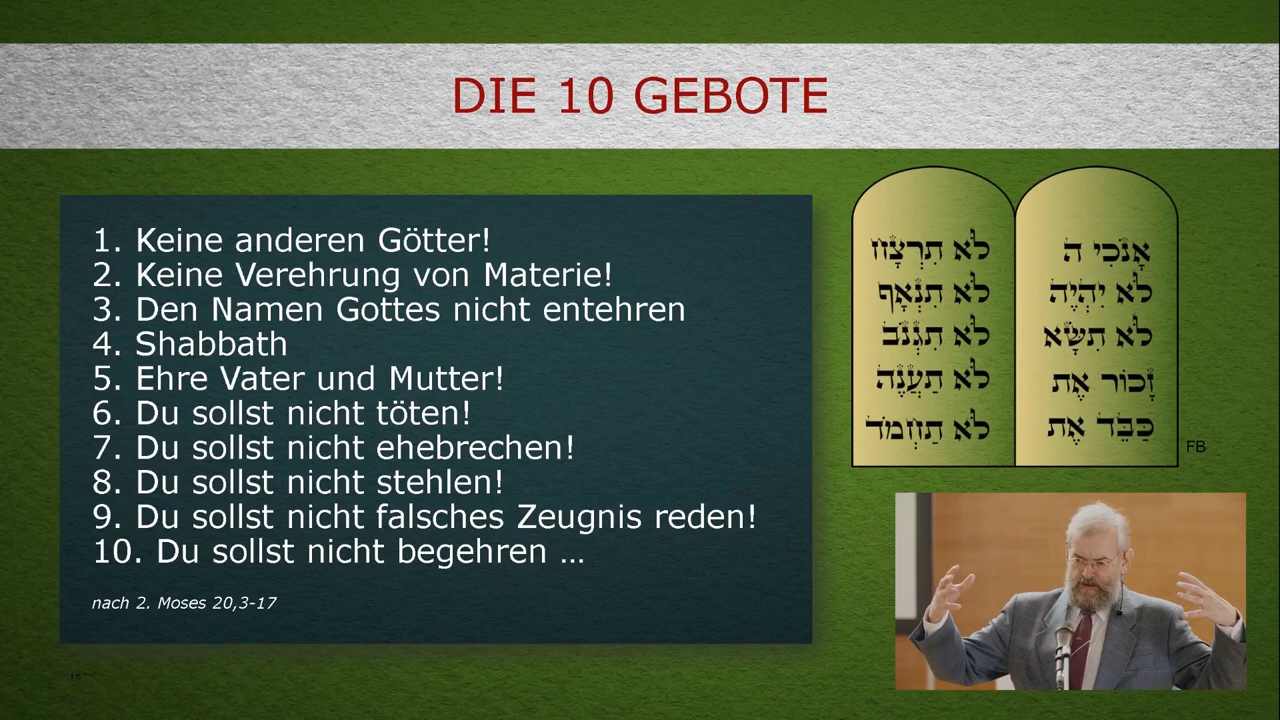 DIE 10 GEBOTE
1. Keine anderen Götter!
2. Keine Verehrung von Materie!
3. Den Namen Gottes nicht entehren
4. Shabbath
5. Ehre Vater und Mutter!
6. Du sollst nicht töten!
7. Du sollst nicht ehebrechen!
8. Du sollst nicht stehlen!
9. Du sollst nicht falsches Zeugnis reden!
10. Du sollst nicht begehren ...
nach 2. Moses 20,3-17
FB
אָנֹכִי ה
לֹא יִהְיֶה
לֹא תִשָּׂא
זָכוֹר אֶת
כַּבֵּד אֶת
לֹא תִרְצָח
לֹא תִנְאָף
לֹא תִגְנֹב
לֹא תַעֲנֶה
לֹא תַחְמֹד
FB